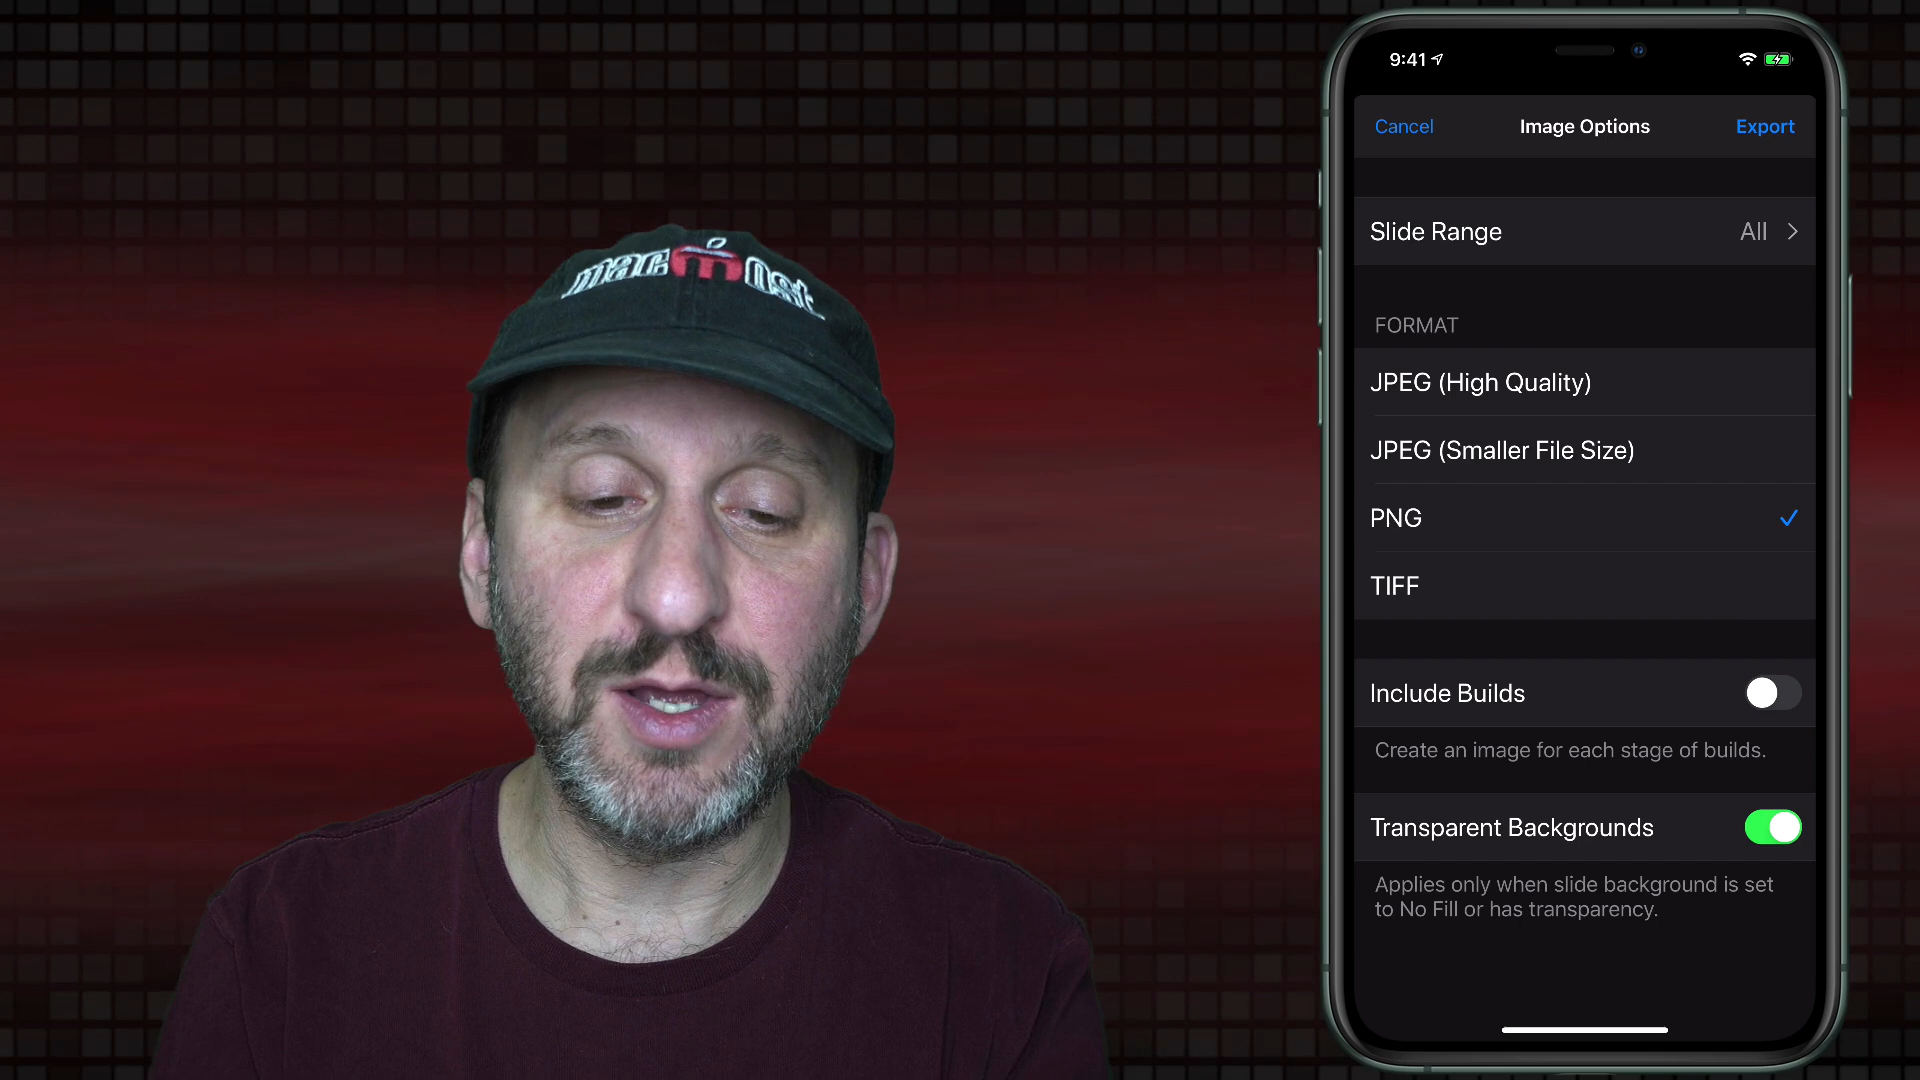 macmost
9:41
Cancel
Image Options
Export
Slide Range
All
FORMAT
JPEG (High Quality)
JPEG (Smaller File Size)
PNG
TIFF
Include Builds
Create an image for each stage of builds.
Transparent Backgrounds
Applies only when slide background is set
to No Fill or has transparency.